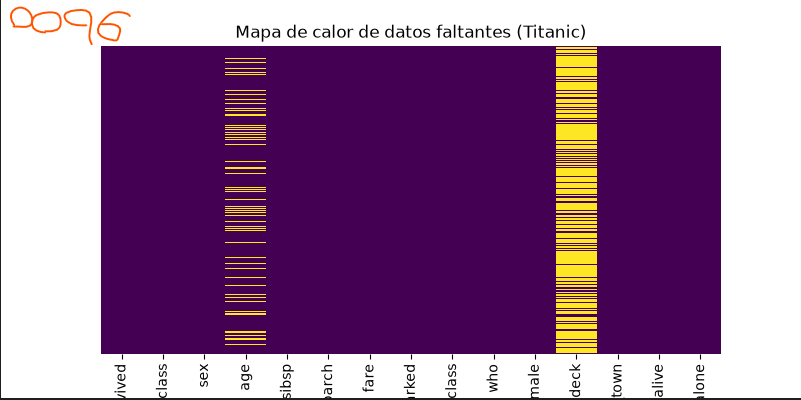 0096
Mapa de calor de datos faltantes (Titanic)
vived
class
sex
age
sibsp
parch
fare
rked
class
who
male
deck
town
alive
lone